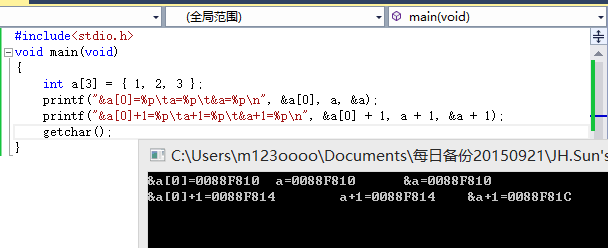 (全局范围) main(void)
#include<stdio.h>
void main(void)
{
int a[3] = { 1, 2, 3 };
printf("&a[0]=%p\ta=%p\t&a=%p\n", &a[0], a, &a);
printf("&a[0]+1=%p\ta+1=%p\t&a+1=%p\n", &a[0] + 1, a + 1, &a + 1);
getchar();
}
C:\Users\m123oooo\Documents\每日备份20150921\JH.Sun's
&a[0]=0088F810 a=0088F810 &a=0088F810
&a[0]+1=0088F814 a+1=0088F814 &a+1=0088F81C